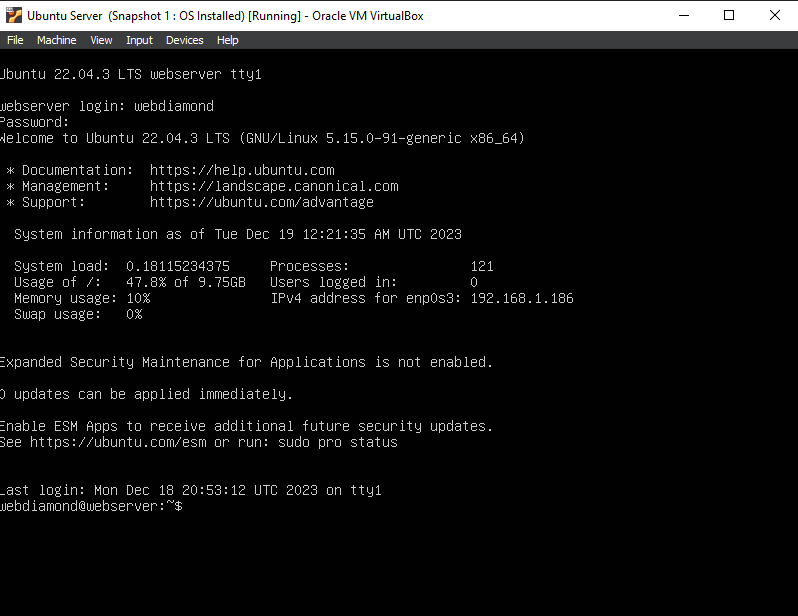 Ubuntu Server (Snapshot 1 : OS Installed) [Running] - Oracle VM VirtualBox
File Machine View Input Devices Help
Ubuntu 22.04.3 LTS webserver tty1
webserver login: webdiamond
Password:
Welcome to Ubuntu 22.04.3 LTS (GNU/Linux 5.15.0-91-generic x86_64)
* Documentation: https://help.ubuntu.com
* Management: https://landscape.canonical.com
* Support: https://ubuntu.com/advantage
System information as of Tue Dec 19 12:21:35 AM UTC 2023
System load: 0.18115234375 Processes: 121
Usage of /: 47.8% of 9.75GB Users logged in: 0
Memory usage: 10% IPv4 address for enp0s3: 192.168.1.186
Swap usage: 0%
Expanded Security Maintenance for Applications is not enabled.
0 updates can be applied immediately.
Enable ESM Apps to receive additional future security updates.
See https://ubuntu.com/esm or run: sudo pro status
Last login: Mon Dec 18 20:53:12 UTC 2023 on tty1
webdiamond@webserver:~$